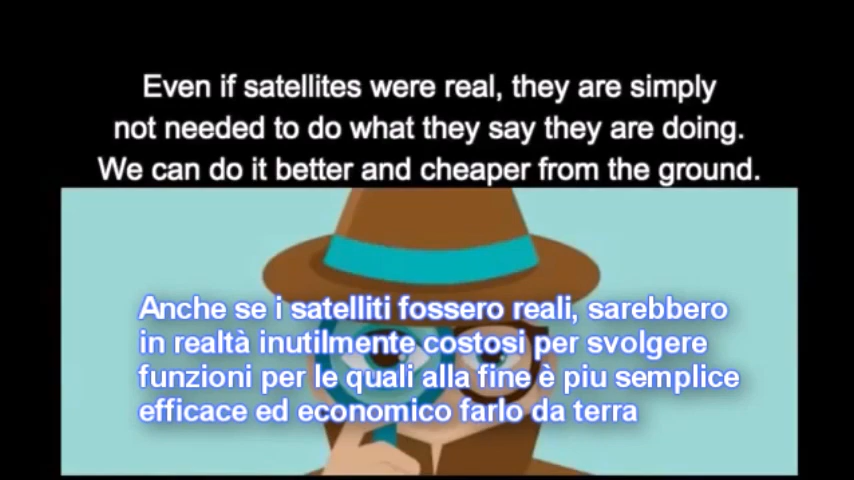 Even if satellites were real, they are simply
not needed to do what they say they are doing.
We can do it better and cheaper from the ground.
Anche se i satelliti fossero reali, sarebbero
in realtà inutilmente costosi per svolgere
funzioni per le quali alla fine è piu semplice
efficace ed economico farlo da terra